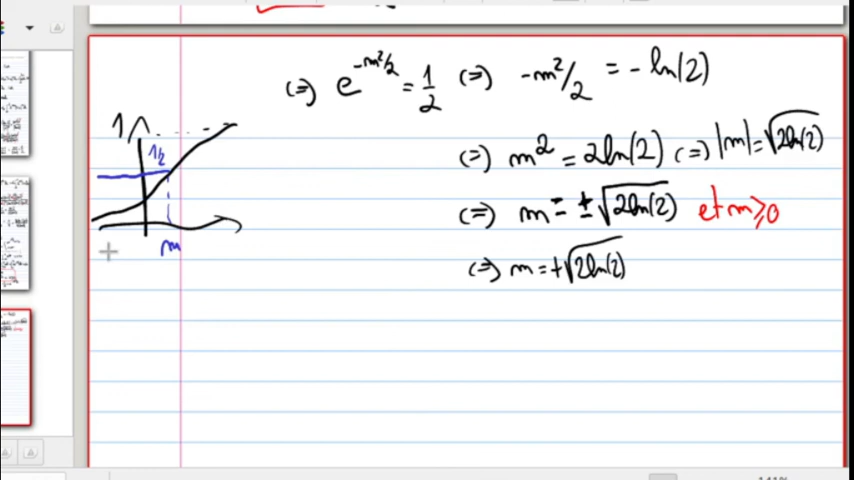 (=) e^{-m²/2} = 1/2 (=) -m²/2 = -ln(2)
(=) m² = 2ln(2) (=) |m| = √2ln(2)
(=) m = ±√2ln(2) et m ≥ 0
(=) m = +√2ln(2)
1
1/2
m